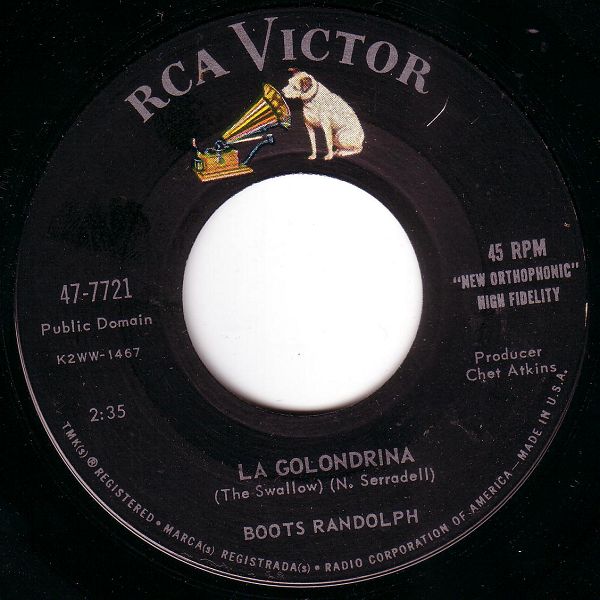 RCA VICTOR
47-7721
Public Domain
K2WW-1467
2:35
45 RPM
"NEW ORTHOPHONIC"
HIGH FIDELITY
Producer
Chet Atkins
LA GOLONDRINA
(The Swallow) (N. Serradell)
BOOTS RANDOLPH
TMK(s) ® REGISTERED • MARCA(s) REGISTRADA(s) • RADIO CORPORATION OF AMERICA - MADE IN U.S.A.